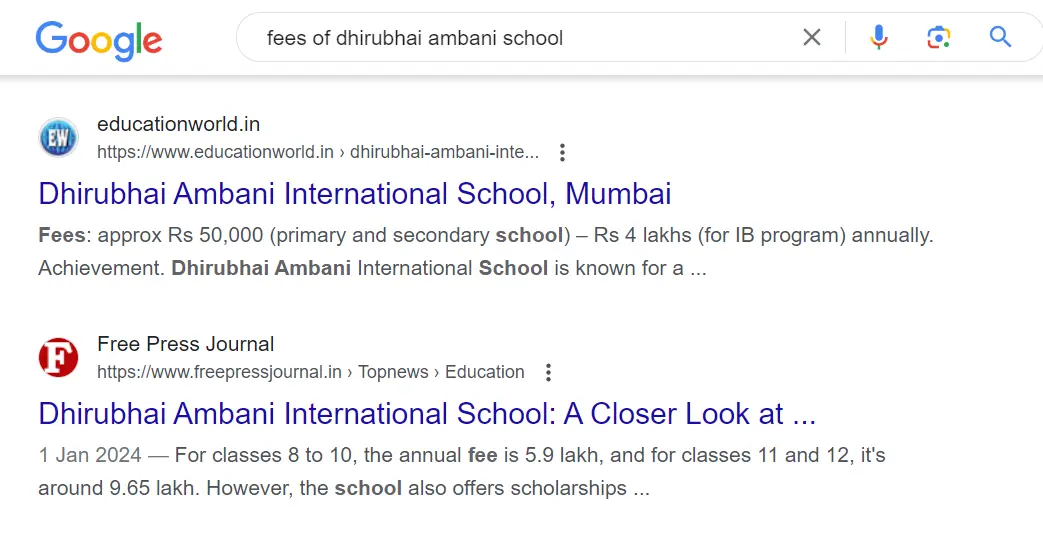 Google
fees of dhirubhai ambani school
EW
educationworld.in
https://www.educationworld.in › dhirubhai-ambani-inte...
Dhirubhai Ambani International School, Mumbai
Fees: approx Rs 50,000 (primary and secondary school) – Rs 4 lakhs (for IB program) annually.
Achievement. Dhirubhai Ambani International School is known for a ...
F
Free Press Journal
https://www.freepressjournal.in › Topnews › Education
Dhirubhai Ambani International School: A Closer Look at ...
1 Jan 2024 — For classes 8 to 10, the annual fee is 5.9 lakh, and for classes 11 and 12, it's
around 9.65 lakh. However, the school also offers scholarships ...